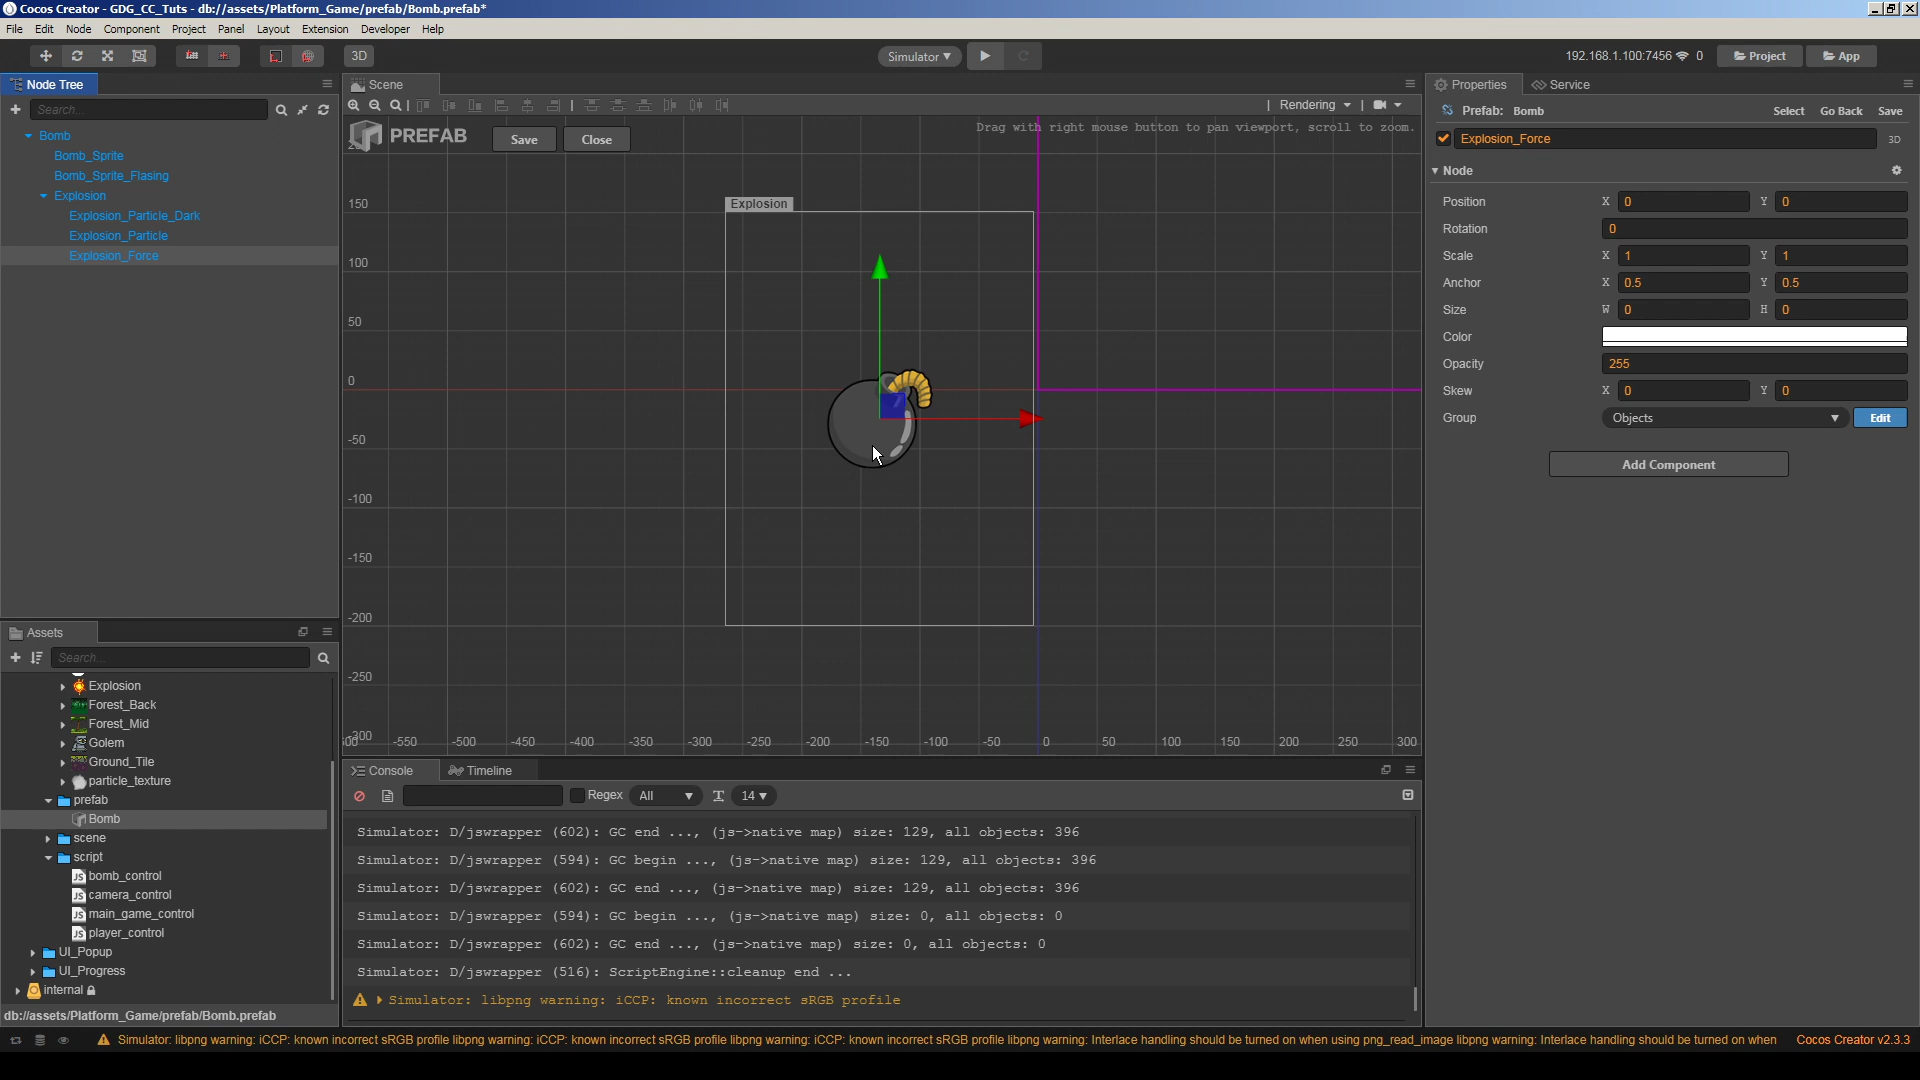 Cocos Creator - GDG_CC_Tuts - db://assets/Platform_Game/prefab/Bomb.prefab*
File Edit Node Component Project Panel Layout Extension Developer Help
3D
Simulator
192.168.1.100:7456 0
Project
App
Node Tree
Search...
Bomb
Bomb_Sprite
Bomb_Sprite_Flasing
Explosion
Explosion_Particle_Dark
Explosion_Particle
Explosion_Force
Scene
Rendering
Drag with right mouse button to pan viewport, scroll to zoom.
PREFAB
Save
Close
Explosion
150
100
50
0
-50
-100
-150
-200
-250
-550 -500 -450 -400 -350 -300 -250 -200 -150 -100 -50 0 50 100 150 200 250 300
Properties
Service
Prefab: Bomb
Select
Go Back
Save
Explosion_Force
3D
Node
Position X 0 Y 0
Rotation 0
Scale X 1 Y 1
Anchor X 0.5 Y 0.5
Size W 0 H 0
Color
Opacity 255
Skew X 0 Y 0
Group Objects Edit
Add Component
Assets
Search...
Explosion
Forest_Back
Forest_Mid
Golem
Ground_Tile
particle_texture
prefab
Bomb
scene
script
JS bomb_control
JS camera_control
JS main_game_control
JS player_control
UI_Popup
UI_Progress
internal
db://assets/Platform_Game/prefab/Bomb.prefab
Console
Timeline
Regex
All
14
Simulator: D/jswrapper (602): GC end ..., (js->native map) size: 129, all objects: 396
Simulator: D/jswrapper (594): GC begin ..., (js->native map) size: 129, all objects: 396
Simulator: D/jswrapper (602): GC end ..., (js->native map) size: 129, all objects: 396
Simulator: D/jswrapper (594): GC begin ..., (js->native map) size: 0, all objects: 0
Simulator: D/jswrapper (602): GC end ..., (js->native map) size: 0, all objects: 0
Simulator: D/jswrapper (516): ScriptEngine::cleanup end ...
Simulator: libpng warning: iCCP: known incorrect sRGB profile
Simulator: libpng warning: iCCP: known incorrect sRGB profile libpng warning: iCCP: known incorrect sRGB profile libpng warning: iCCP: known incorrect sRGB profile libpng warning: Interlace handling should be turned on when using png_read_image libpng warning: Interlace handling should be turned on when
Cocos Creator v2.3.3